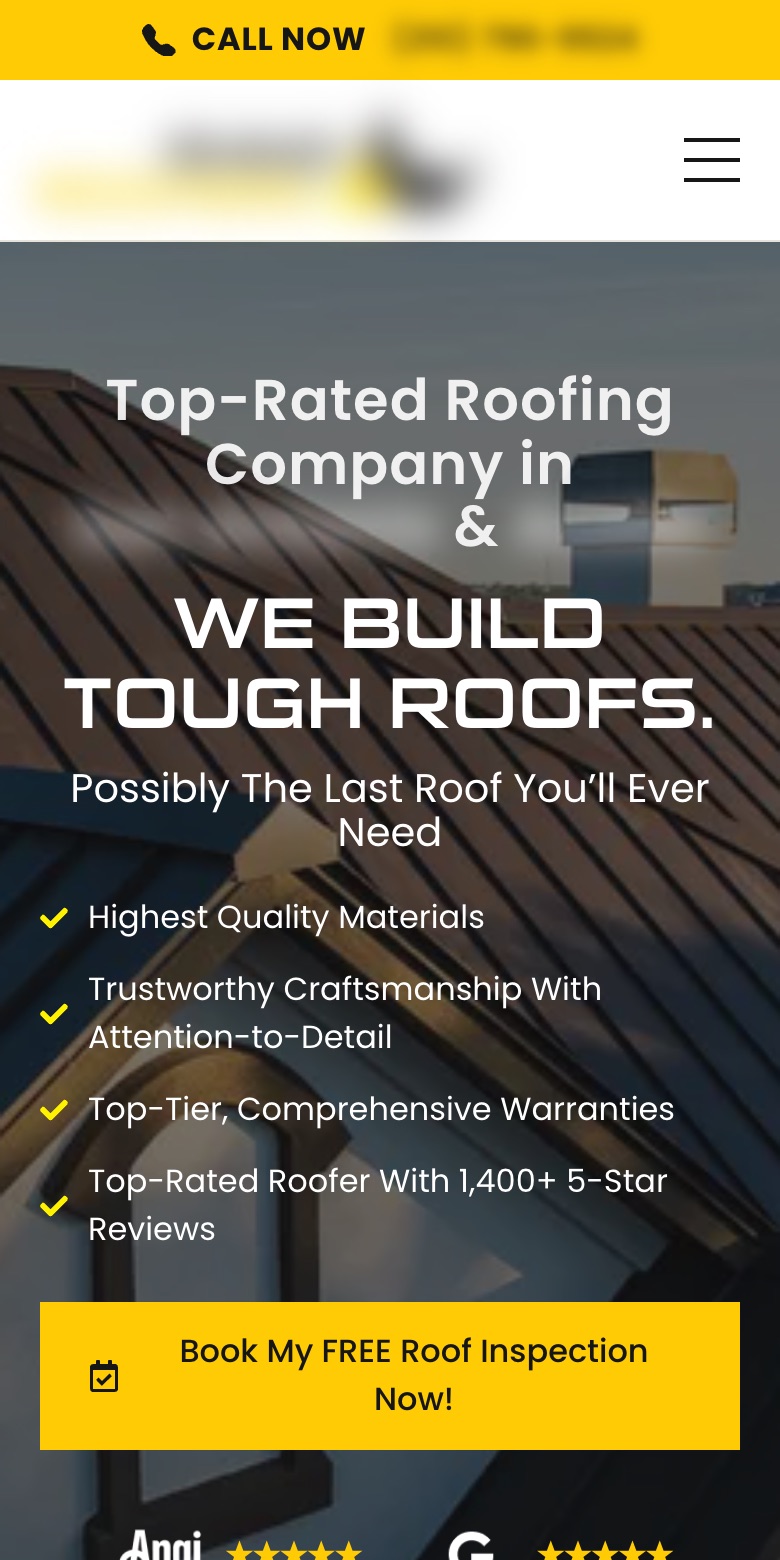 CALL NOW
Top-Rated Roofing
Company in
&
WE BUILD
TOUGH ROOFS.
Possibly The Last Roof You’ll Ever
Need
Highest Quality Materials
Trustworthy Craftsmanship With
Attention-to-Detail
Top-Tier, Comprehensive Warranties
Top-Rated Roofer With 1,400+ 5-Star
Reviews
Book My FREE Roof Inspection
Now!
Angi G